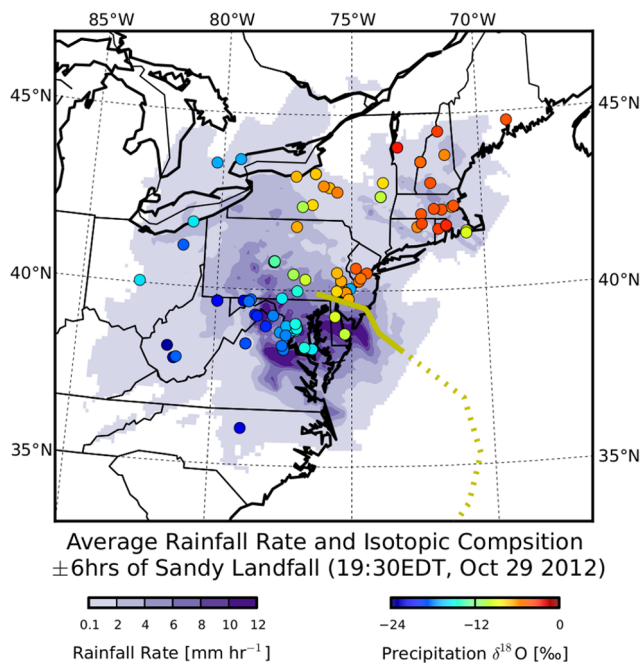 85°W 80°W 75°W 70°W
45°N 45°N
40°N 40°N
35°N 35°N
Average Rainfall Rate and Isotopic Compsition
±6hrs of Sandy Landfall (19:30EDT, Oct 29 2012)
0.1 2 4 6 8 10 12
Rainfall Rate [mm hr⁻¹]
−24 −12 0
Precipitation δ¹⁸O [‰]